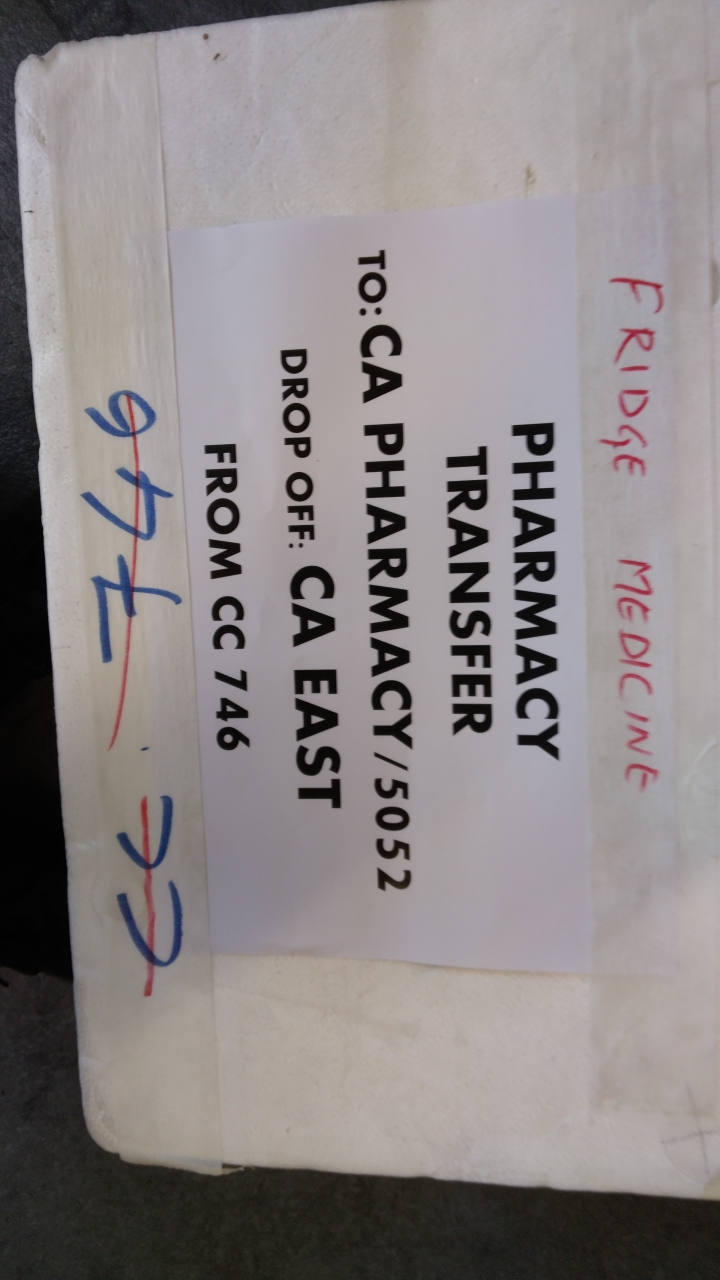 FRIDGE MEDICINE
PHARMACY
TRANSFER
TO: CA PHARMACY/5052
DROP OFF: CA EAST
FROM CC 746
CC 746